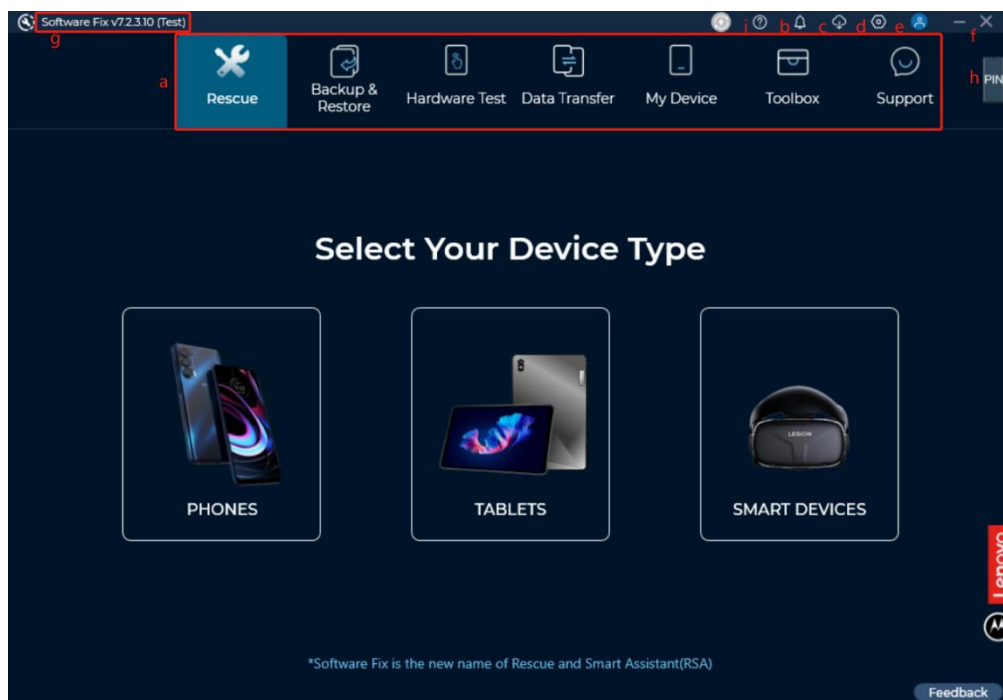 Software Fix v7.2.3.10 (Test)
i b c d e f
g
a
Rescue
Backup &
Restore
Hardware Test
Data Transfer
My Device
Toolbox
Support
h PIN
Select Your Device Type
LEGION
PHONES
TABLETS
SMART DEVICES
Lenovo
*Software Fix is the new name of Rescue and Smart Assistant(RSA)
Feedback